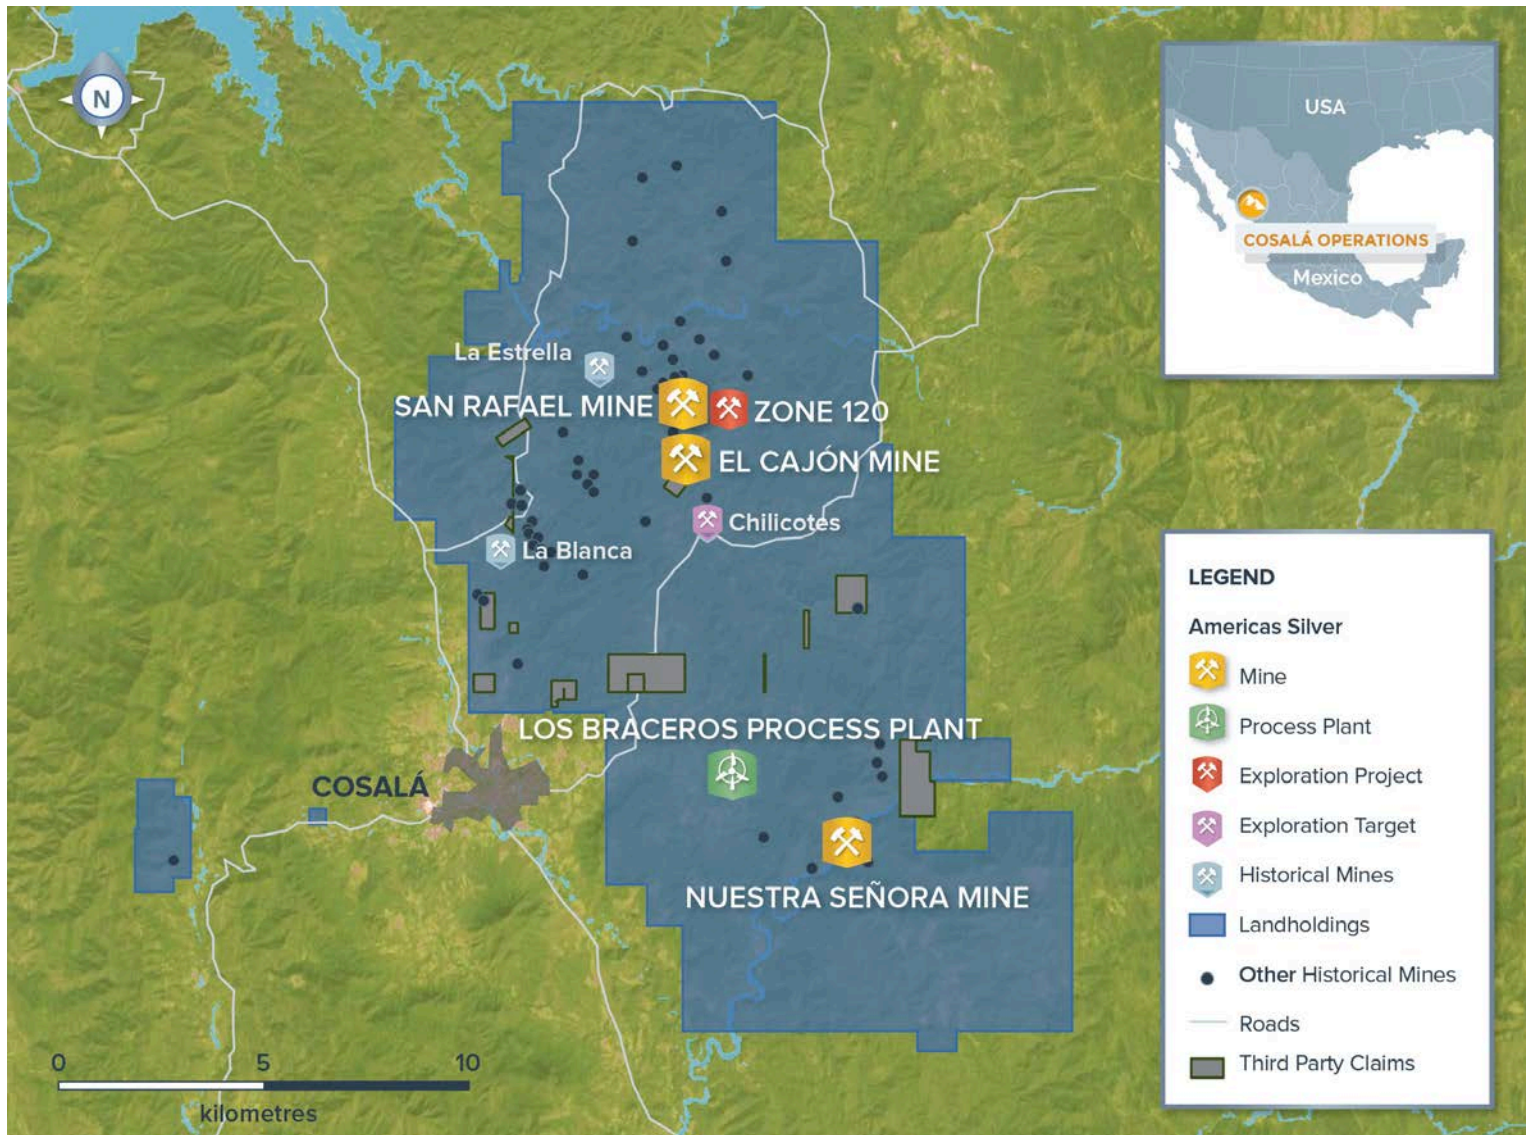 N
USA
COSALÁ OPERATIONS
Mexico
La Estrella
SAN RAFAEL MINE
ZONE 120
EL CAJÓN MINE
Chilicotes
La Blanca
LOS BRACEROS PROCESS PLANT
COSALÁ
NUESTRA SEÑORA MINE
0 5 10
kilometres
LEGEND
Americas Silver
Mine
Process Plant
Exploration Project
Exploration Target
Historical Mines
Landholdings
Other Historical Mines
Roads
Third Party Claims